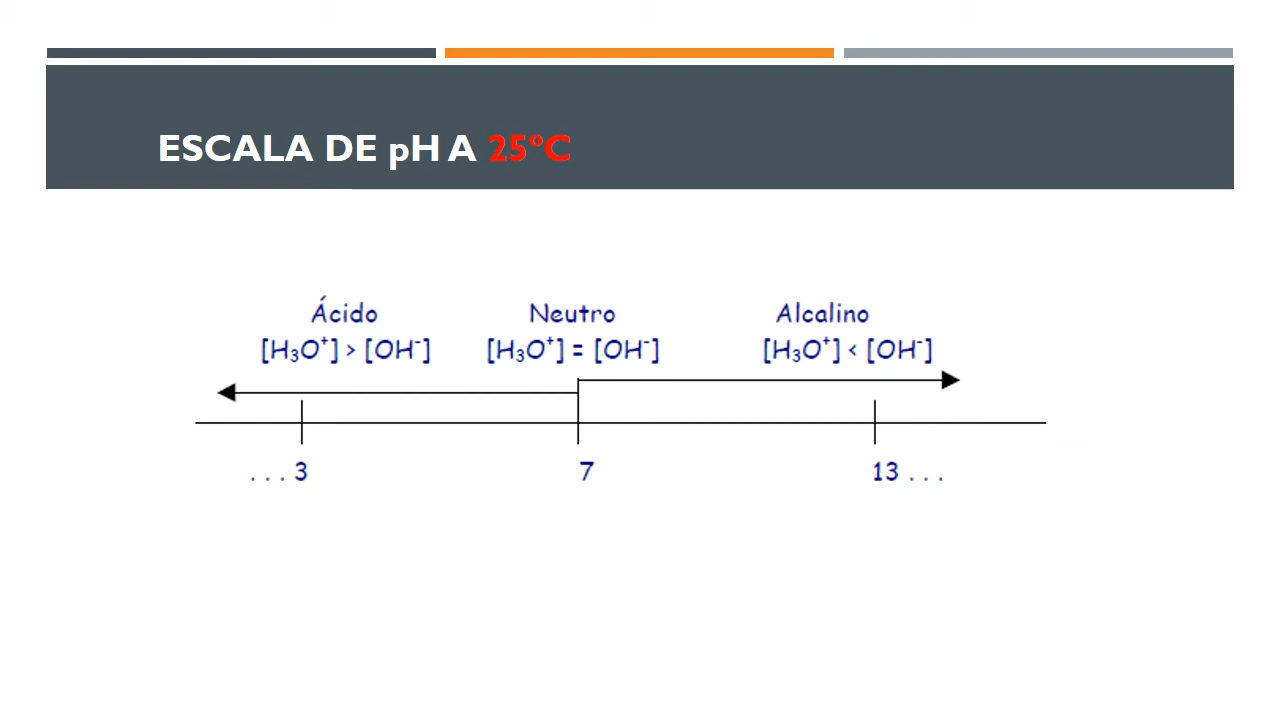 ESCALA DE pH A 25°C
Ácido Neutro Alcalino
[H₃O⁺] > [OH⁻] [H₃O⁺] = [OH⁻] [H₃O⁺] < [OH⁻]
. . . 3 7 13 . . .